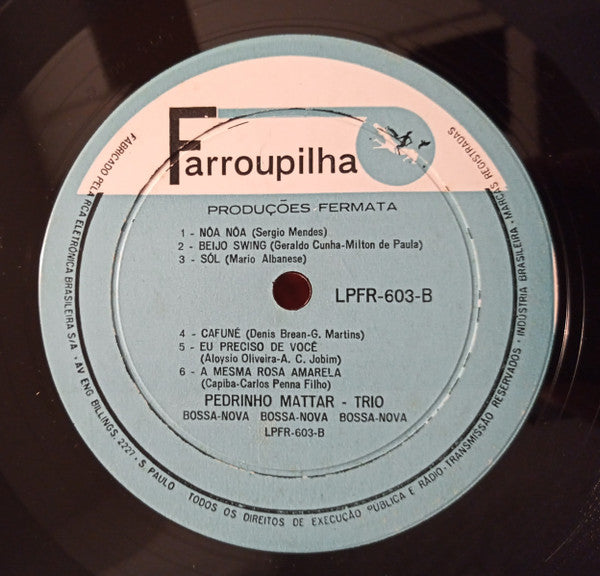 Farroupilha
PRODUÇÕES FERMATA
1 - NÔA NÔA (Sergio Mendes)
2 - BEIJO SWING (Geraldo Cunha-Milton de Paula)
3 - SÓL (Mario Albanese)
LPFR-603-B
4 - CAFUNÉ (Denis Brean-G. Martins)
5 - EU PRECISO DE VOCÊ
(Aloysio Oliveira-A. C. Jobim)
6 - A MESMA ROSA AMARELA
(Capiba-Carlos Penna Filho)
PEDRINHO MATTAR - TRIO
BOSSA-NOVA BOSSA-NOVA BOSSA-NOVA
LPFR-603-B
FABRICADO PELA RCA ELETRÔNICA BRASILEIRA S/A • AV ENG BILLINGS, 2227 - S PAULO TODOS OS DIREITOS DE EXECUÇÃO PÚBLICA E RÁDIO-TRANSMISSÃO RESERVADOS • INDÚSTRIA BRASILEIRA - MARCAS REGISTRADAS